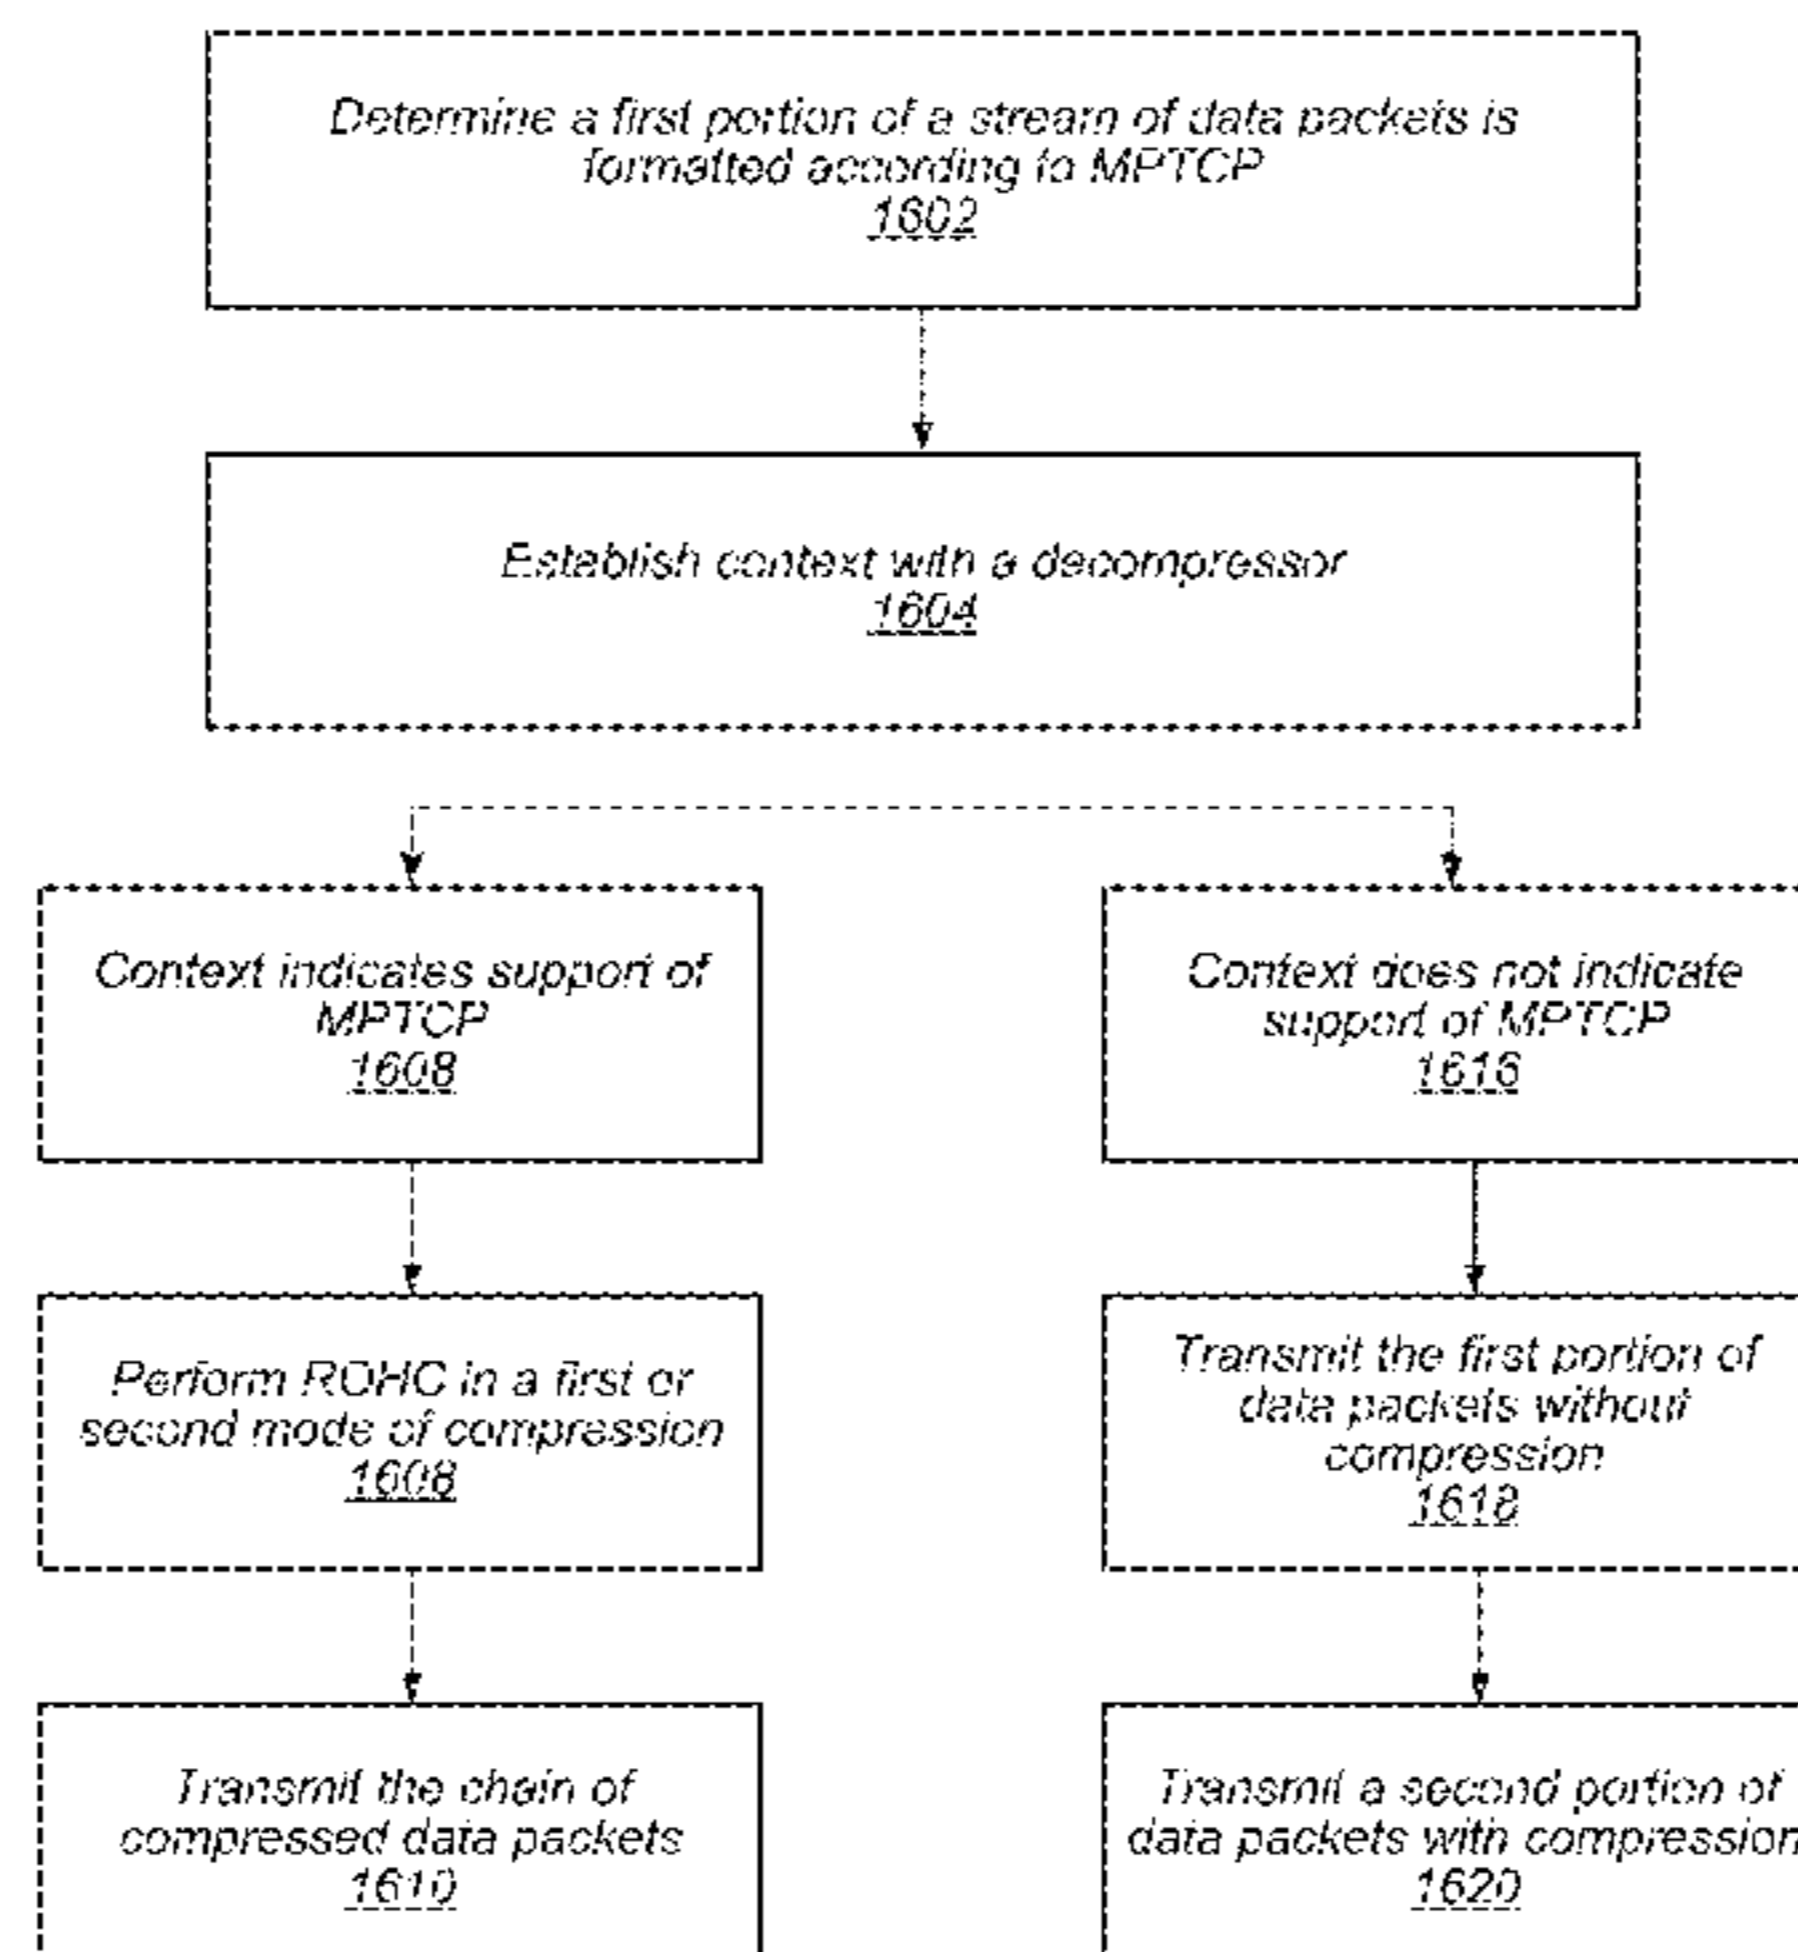 Determine a first portion of a stream of data packets is
formatted according to MPTCP
1602
Establish context with a decompressor
1604
Context indicates support of
MPTCP
1608
Context does not indicate
support of MPTCP
1616
Perform ROHC in a first or
second mode of compression
1608
Transmit the first portion of
data packets without
compression
1618
Transmit the chain of
compressed data packets
1610
Transmit a second portion of
data packets with compression
1620